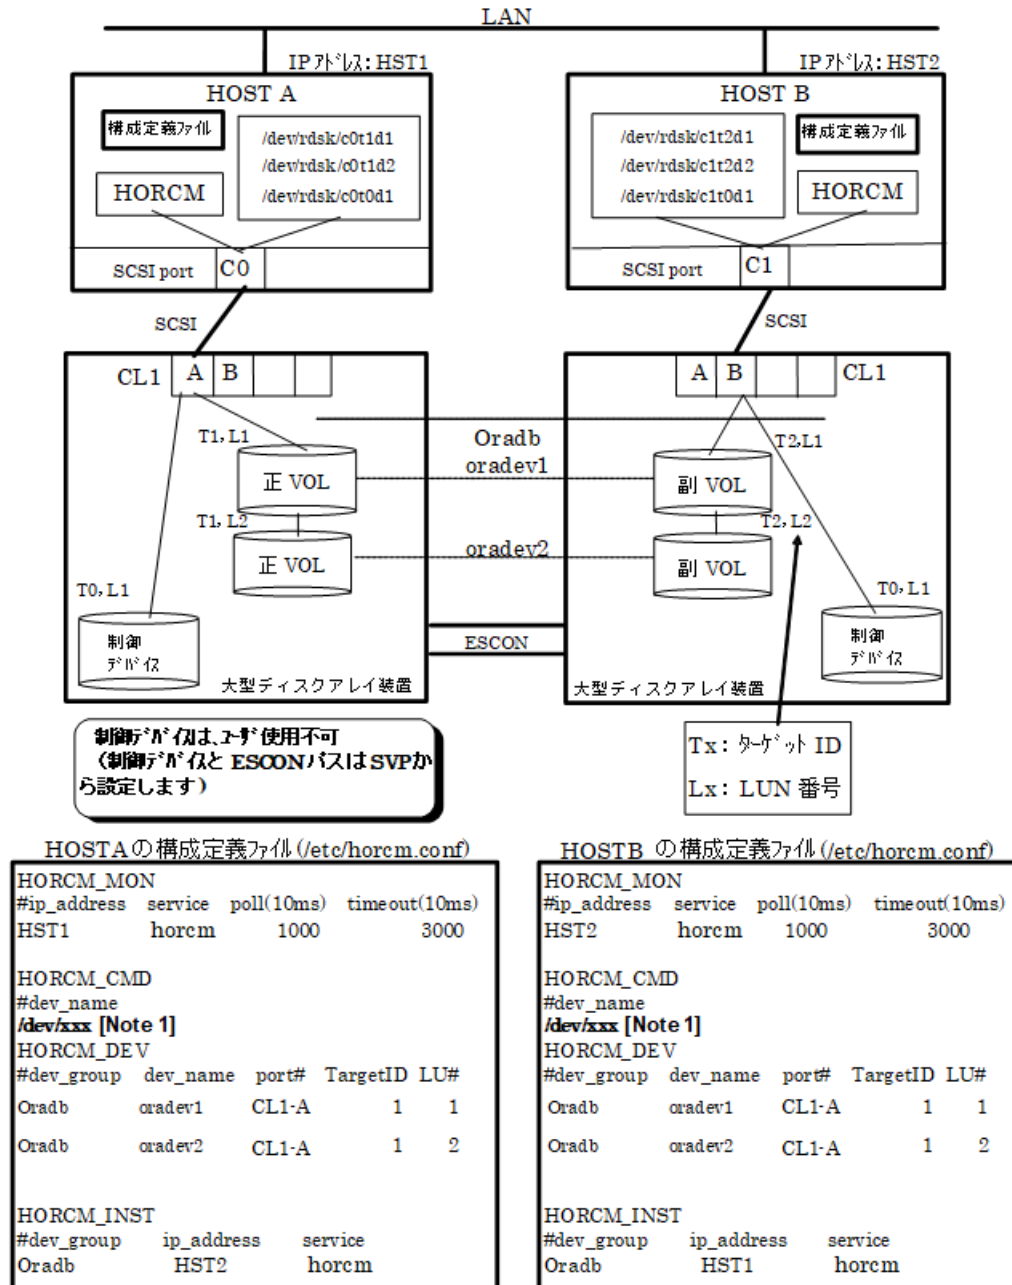 LAN
IPアドレス: HST1
IPアドレス: HST2
HOST A
HOST B
構成定義ファイル
/dev/rdsk/c0t1d1
/dev/rdsk/c0t1d2
/dev/rdsk/c0t0d1
HORCM
/dev/rdsk/c1t2d1
/dev/rdsk/c1t2d2
/dev/rdsk/c1t0d1
構成定義ファイル
HORCM
SCSI port
C0
SCSI port
C1
SCSI
SCSI
CL1
A
B
A
B
CL1
T1, L1
Oradb
oradev1
T2,L1
正 VOL
副 VOL
T1, L2
T2, L2
oradev2
正 VOL
副 VOL
T0, L1
T0, L1
制御
デバイス
制御
デバイス
ESCON
大型ディスクアレイ装置
大型ディスクアレイ装置
制御デバイスは、ユーザ使用不可
（制御デバイスと ESCONパスはSVPか
ら設定します）
Tx: ターゲット ID
Lx: LUN 番号
HOSTAの構成定義ファイル(/etc/horcm.conf)
HORCM_MON
#ip_address service poll(10ms) timeout(10ms)
HST1 horcm 1000 3000
HORCM_CMD
#dev_name
/dev/xxx [Note 1]
HORCM_DEV
#dev_group dev_name port# TargetID LU#
Oradb oradev1 CL1-A 1 1
Oradb oradev2 CL1-A 1 2
HORCM_INST
#dev_group ip_address service
Oradb HST2 horcm
HOSTB の構成定義ファイル(/etc/horcm.conf)
HORCM_MON
#ip_address service poll(10ms) timeout(10ms)
HST2 horcm 1000 3000
HORCM_CMD
#dev_name
/dev/xxx [Note 1]
HORCM_DEV
#dev_group dev_name port# TargetID LU#
Oradb oradev1 CL1-A 1 1
Oradb oradev2 CL1-A 1 2
HORCM_INST
#dev_group ip_address service
Oradb HST1 horcm